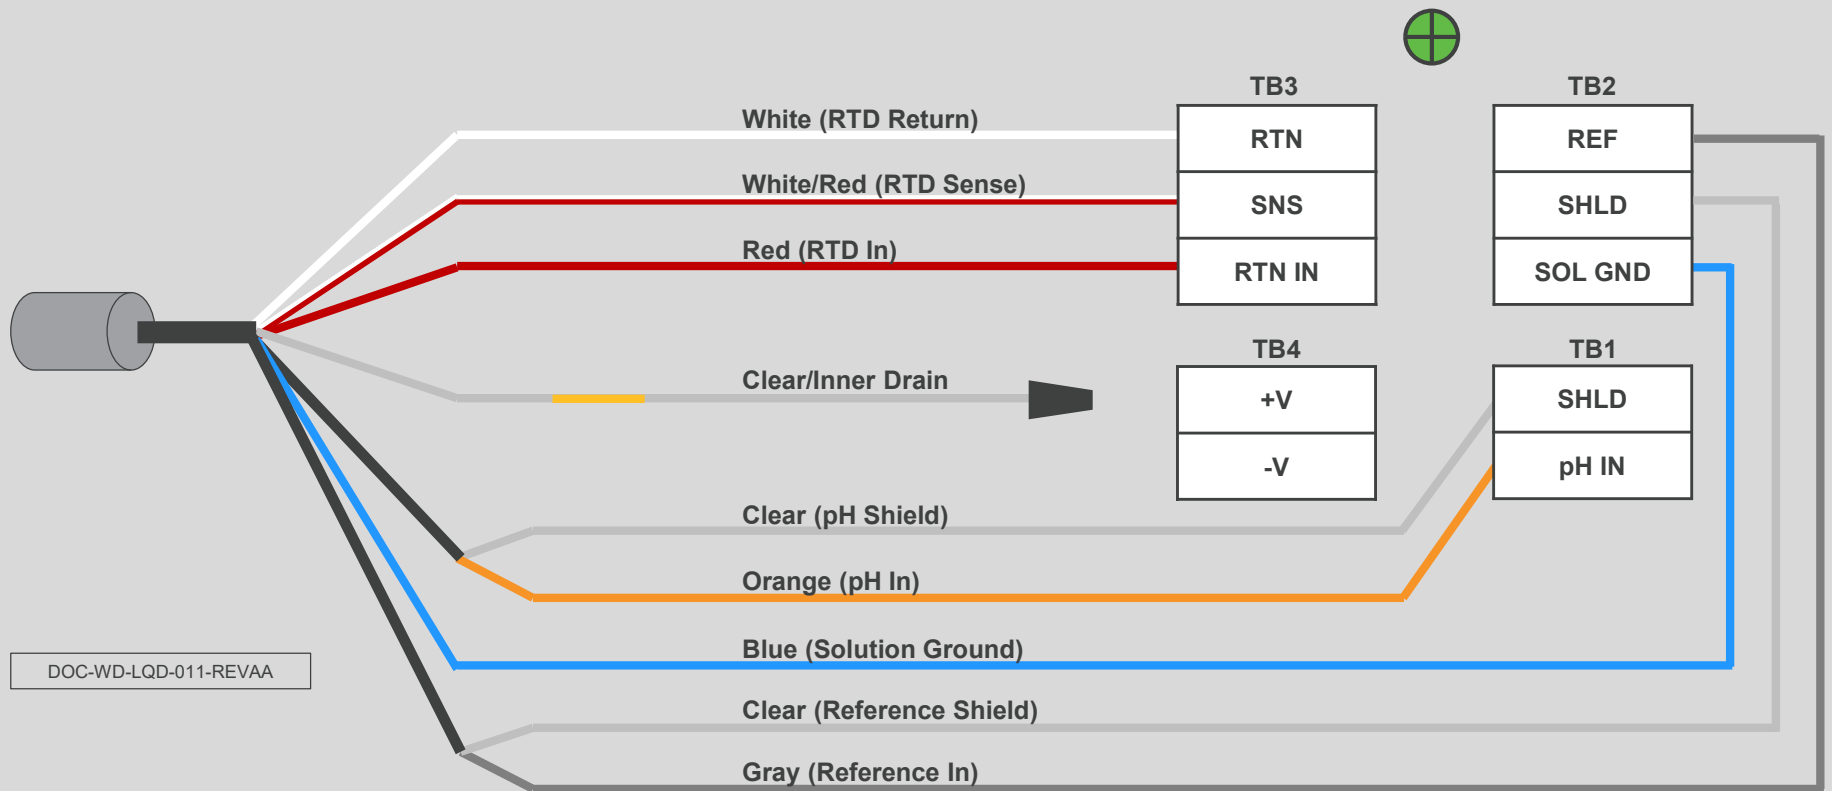 TB3
TB2
White (RTD Return)
RTN
REF
White/Red (RTD Sense)
SNS
SHLD
Red (RTD In)
RTN IN
SOL GND
TB4
TB1
Clear/Inner Drain
+V
SHLD
-V
pH IN
Clear (pH Shield)
Orange (pH In)
Blue (Solution Ground)
DOC-WD-LQD-011-REVAA
Clear (Reference Shield)
Gray (Reference In)